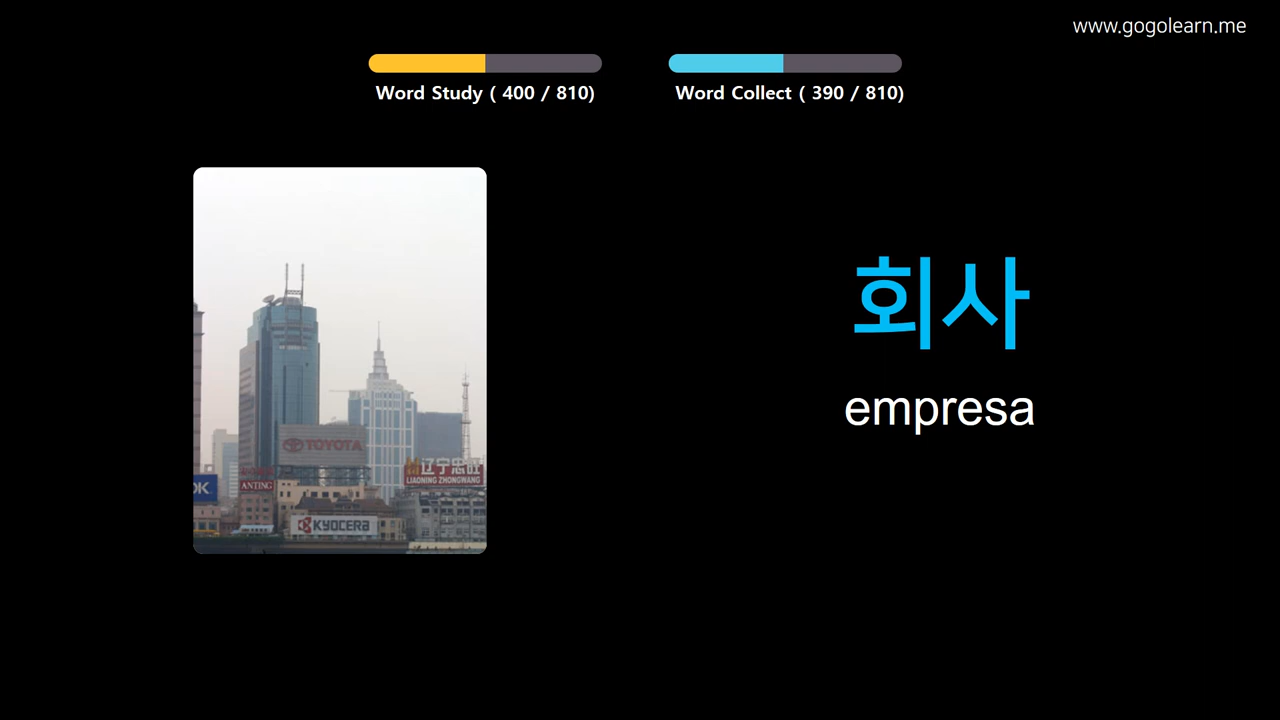 www.gogolearn.me
Word Study ( 400 / 810)
Word Collect ( 390 / 810)
회사
empresa
TOYOTA
辽宁忠旺
LIAONING ZHONGWANG
OK
ANTING
KYOCERA